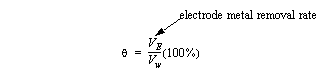 electrode metal removal rate
θ = V_E/V_w (100%)